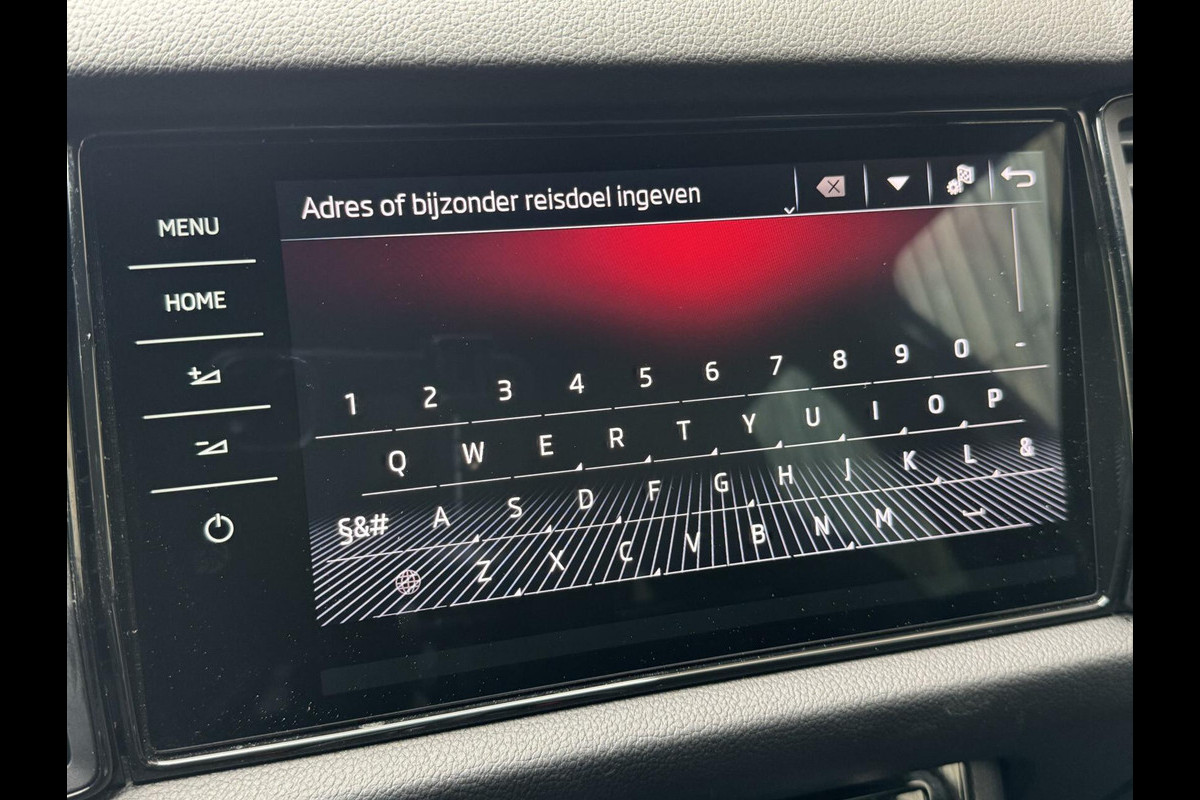 Adres of bijzonder reisdoel ingeven
MENU
HOME
1 2 3 4 5 6 7 8 9 0 -
Q W E R T Y U I O P
§&# A S D F G H J K L &
Z X C V B N M